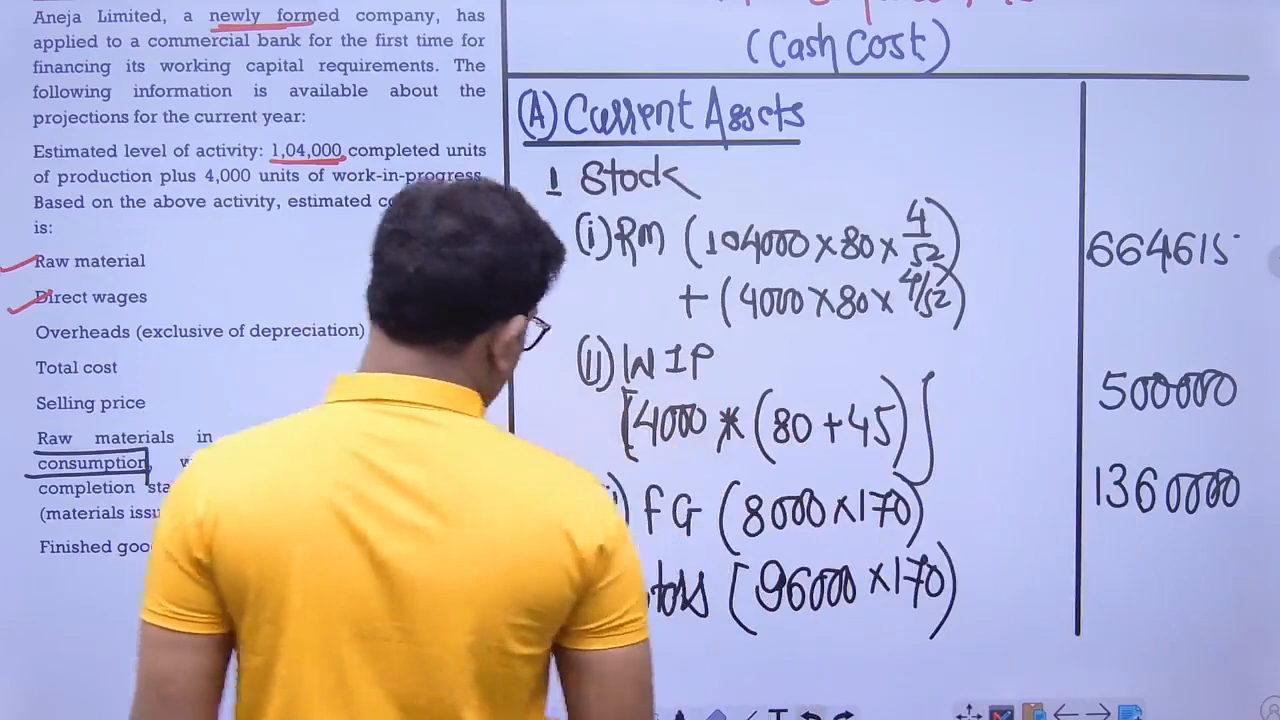 Aneja Limited, a newly formed company, has
applied to a commercial bank for the first time for
financing its working capital requirements. The
following information is available about the
projections for the current year:
Estimated level of activity: 1,04,000 completed units
of production plus 4,000 units of work-in-progress.
Based on the above activity, estimated
is:
Raw material
Direct wages
Overheads (exclusive of depreciation)
Total cost
Selling price
Raw materials in
consumption,
completion
(materials
Finished
(Cash Cost)
(A) Current Assets
1 Stock
(i) RM (104000 × 80 × 4/52) 664615
+ (4000 × 80 × 4/52)
(ii) WIP
[4000 * (80 + 45)] 500000
FG (8000 × 170) 1360000
(96000 × 170)